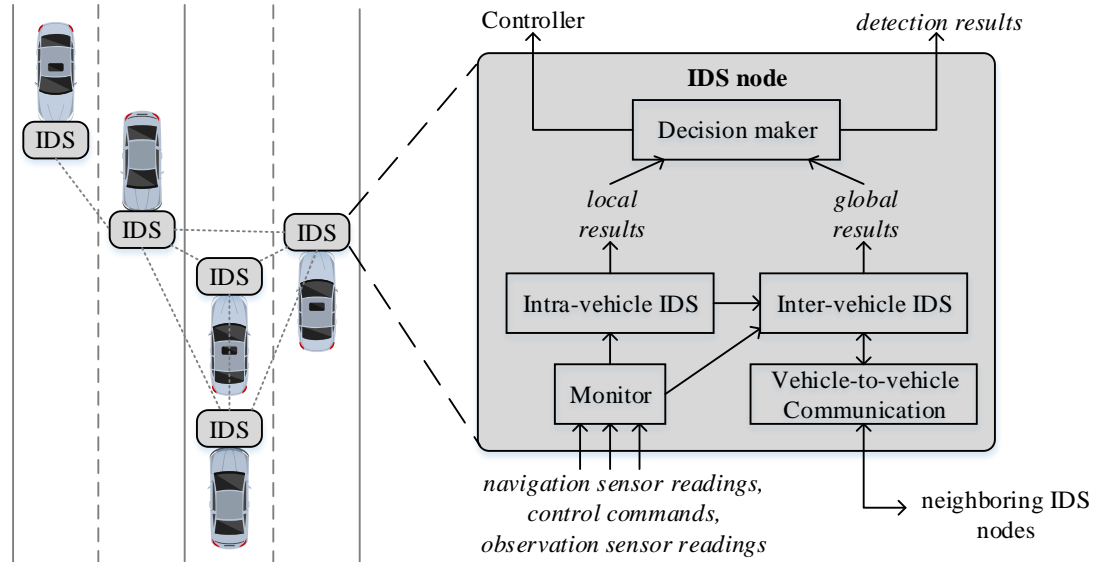 Controller
detection results
IDS node
Decision maker
local
results
global
results
Intra-vehicle IDS
Inter-vehicle IDS
Monitor
Vehicle-to-vehicle
Communication
navigation sensor readings,
control commands,
observation sensor readings
neighboring IDS
nodes
IDS
IDS
IDS
IDS
IDS